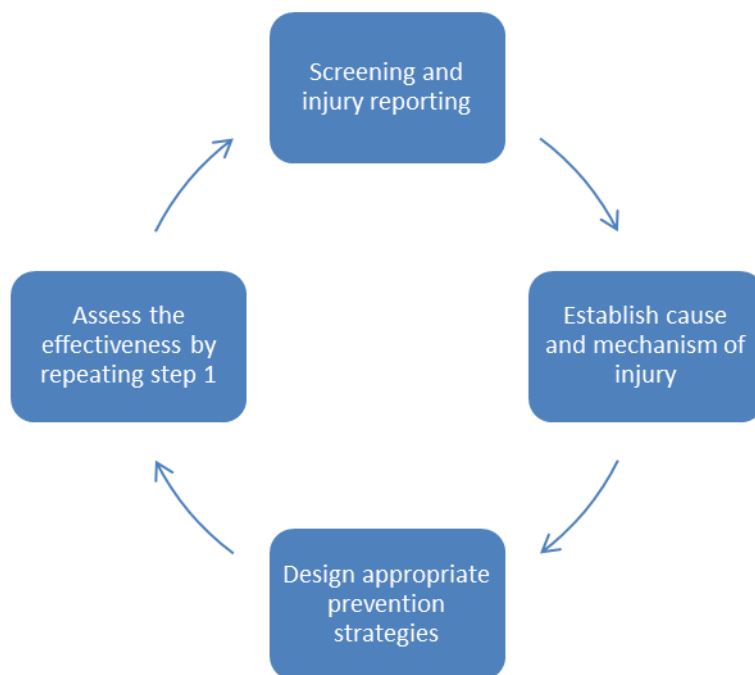 Screening and
injury reporting
Establish cause
and mechanism of
injury
Design appropriate
prevention
strategies
Assess the
effectiveness by
repeating step 1